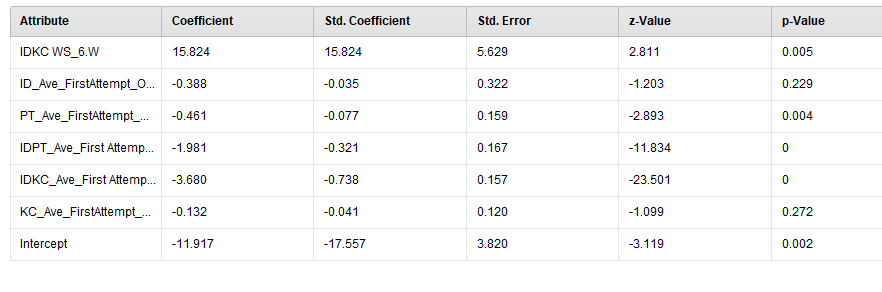 Attribute Coefficient Std. Coefficient Std. Error z-Value p-Value
IDKC WS_6.W 15.824 15.824 5.629 2.811 0.005
ID_Ave_FirstAttempt_O... -0.388 -0.035 0.322 -1.203 0.229
PT_Ave_FirstAttempt_... -0.461 -0.077 0.159 -2.893 0.004
IDPT_Ave_First Attemp... -1.981 -0.321 0.167 -11.834 0
IDKC_Ave_First Attemp... -3.680 -0.738 0.157 -23.501 0
KC_Ave_FirstAttempt_... -0.132 -0.041 0.120 -1.099 0.272
Intercept -11.917 -17.557 3.820 -3.119 0.002